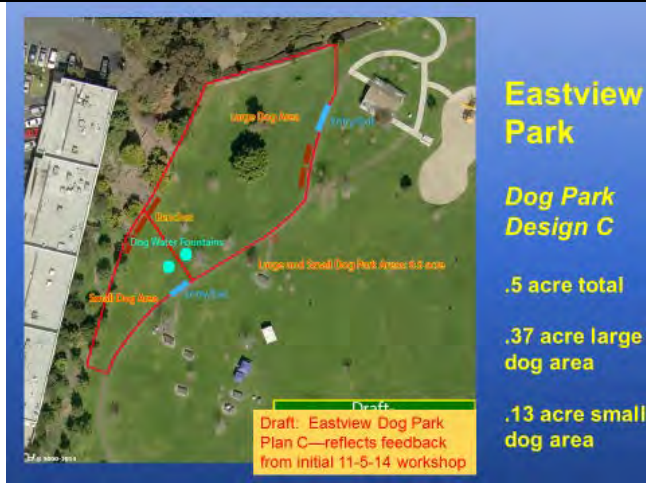 Large Dog Area
Entry/Exit
Benches
Dog Water Fountains
Large and Small Dog Park Areas: 0.5 acre
Small Dog Area
Entry/Exit
Draft-
Draft: Eastview Dog Park
Plan C—reflects feedback
from initial 11-5-14 workshop
Eastview
Park
Dog Park
Design C
.5 acre total
.37 acre large
dog area
.13 acre small
dog area